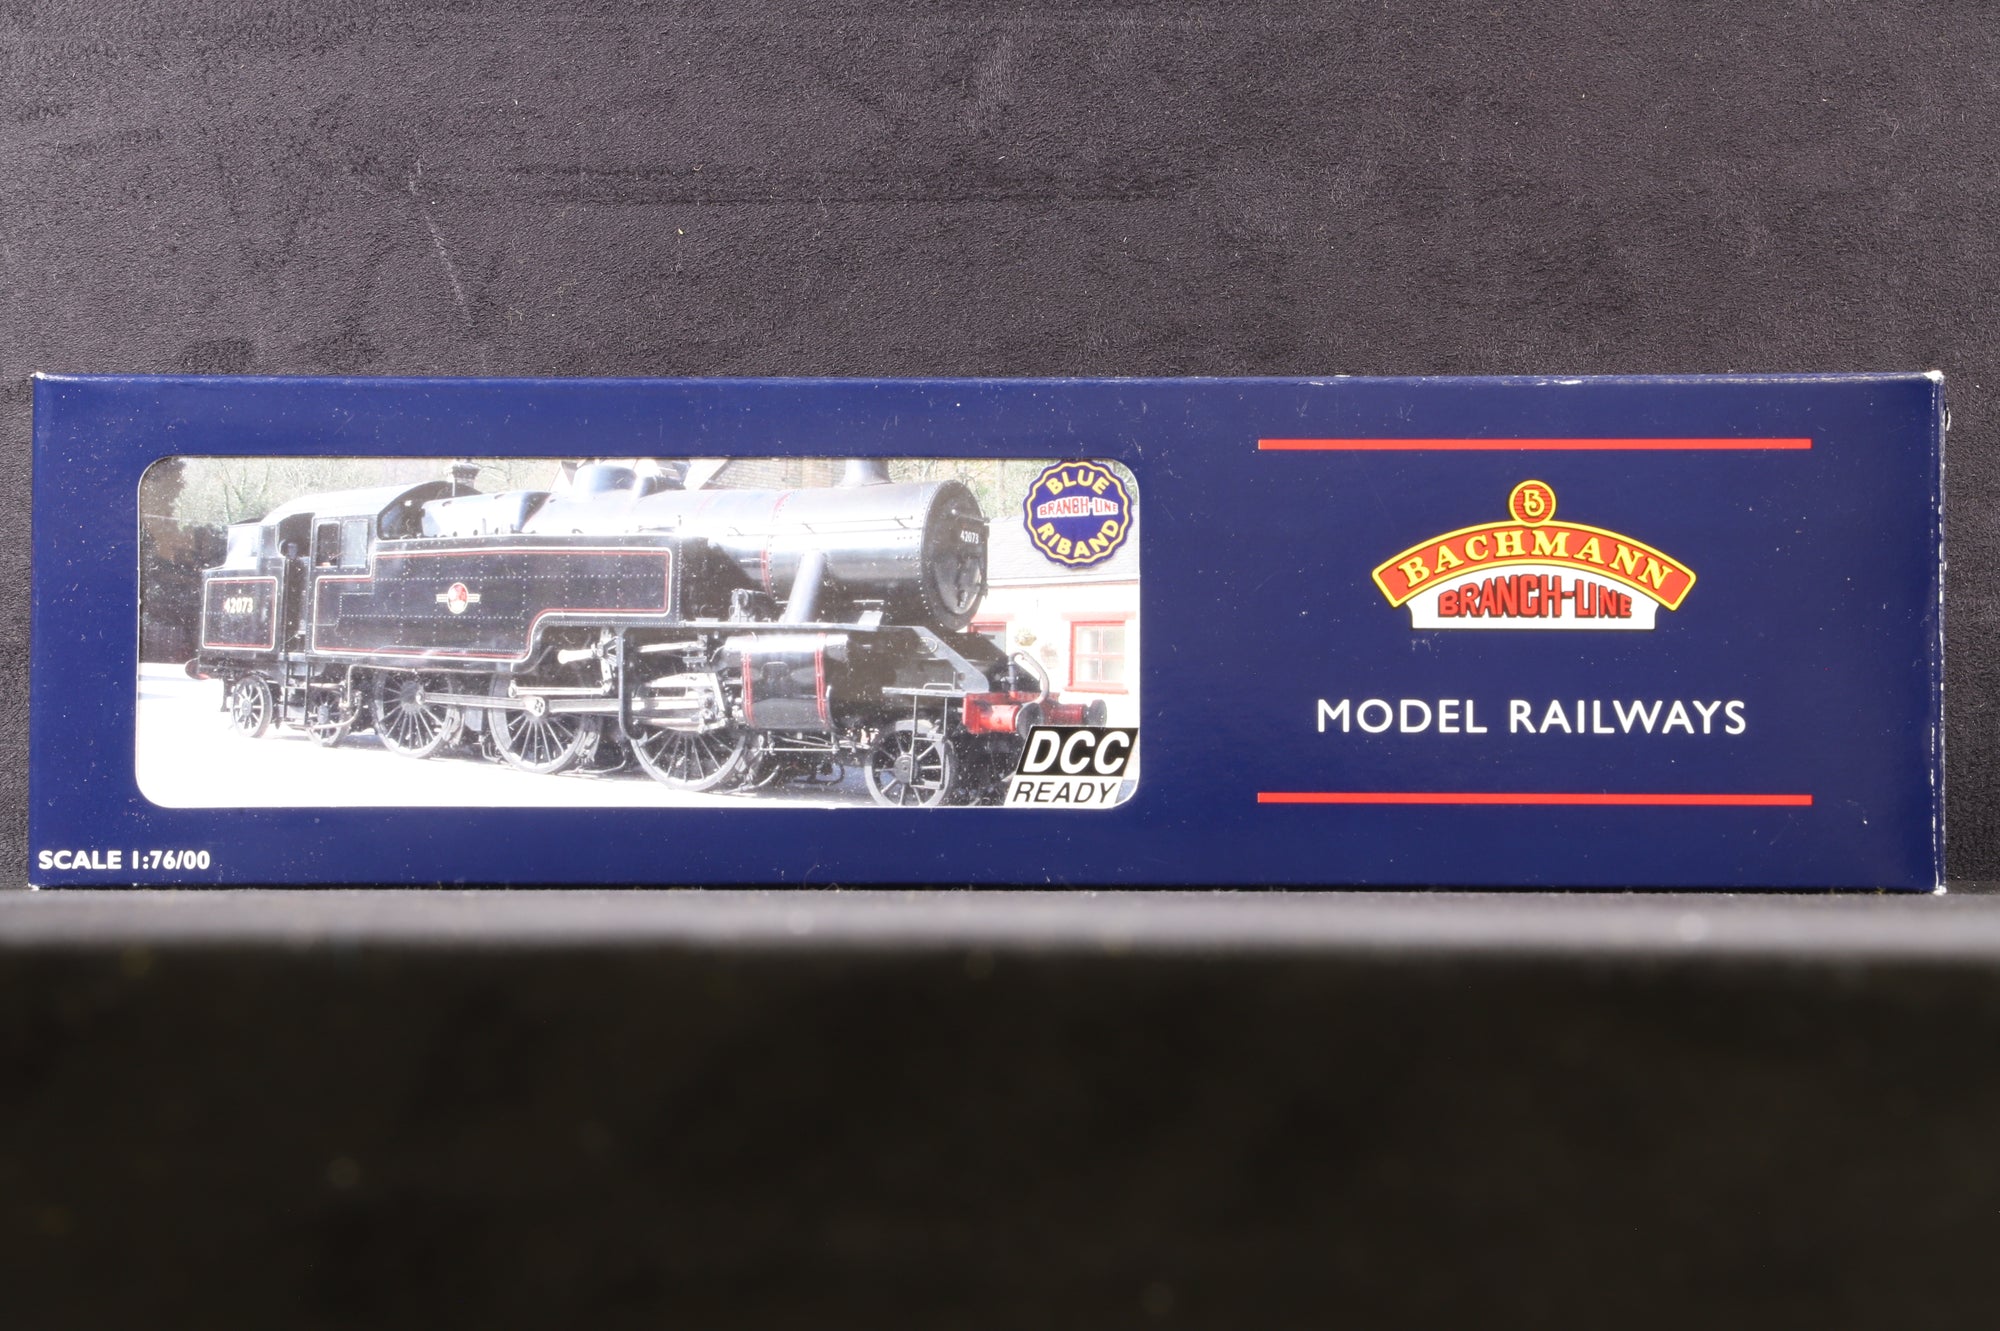 42073
42073
BLUE
BRANCH-LINE
RIBAND
DCC
READY
SCALE 1:76/00
B
BACHMANN
BRANCH-LINE
MODEL RAILWAYS